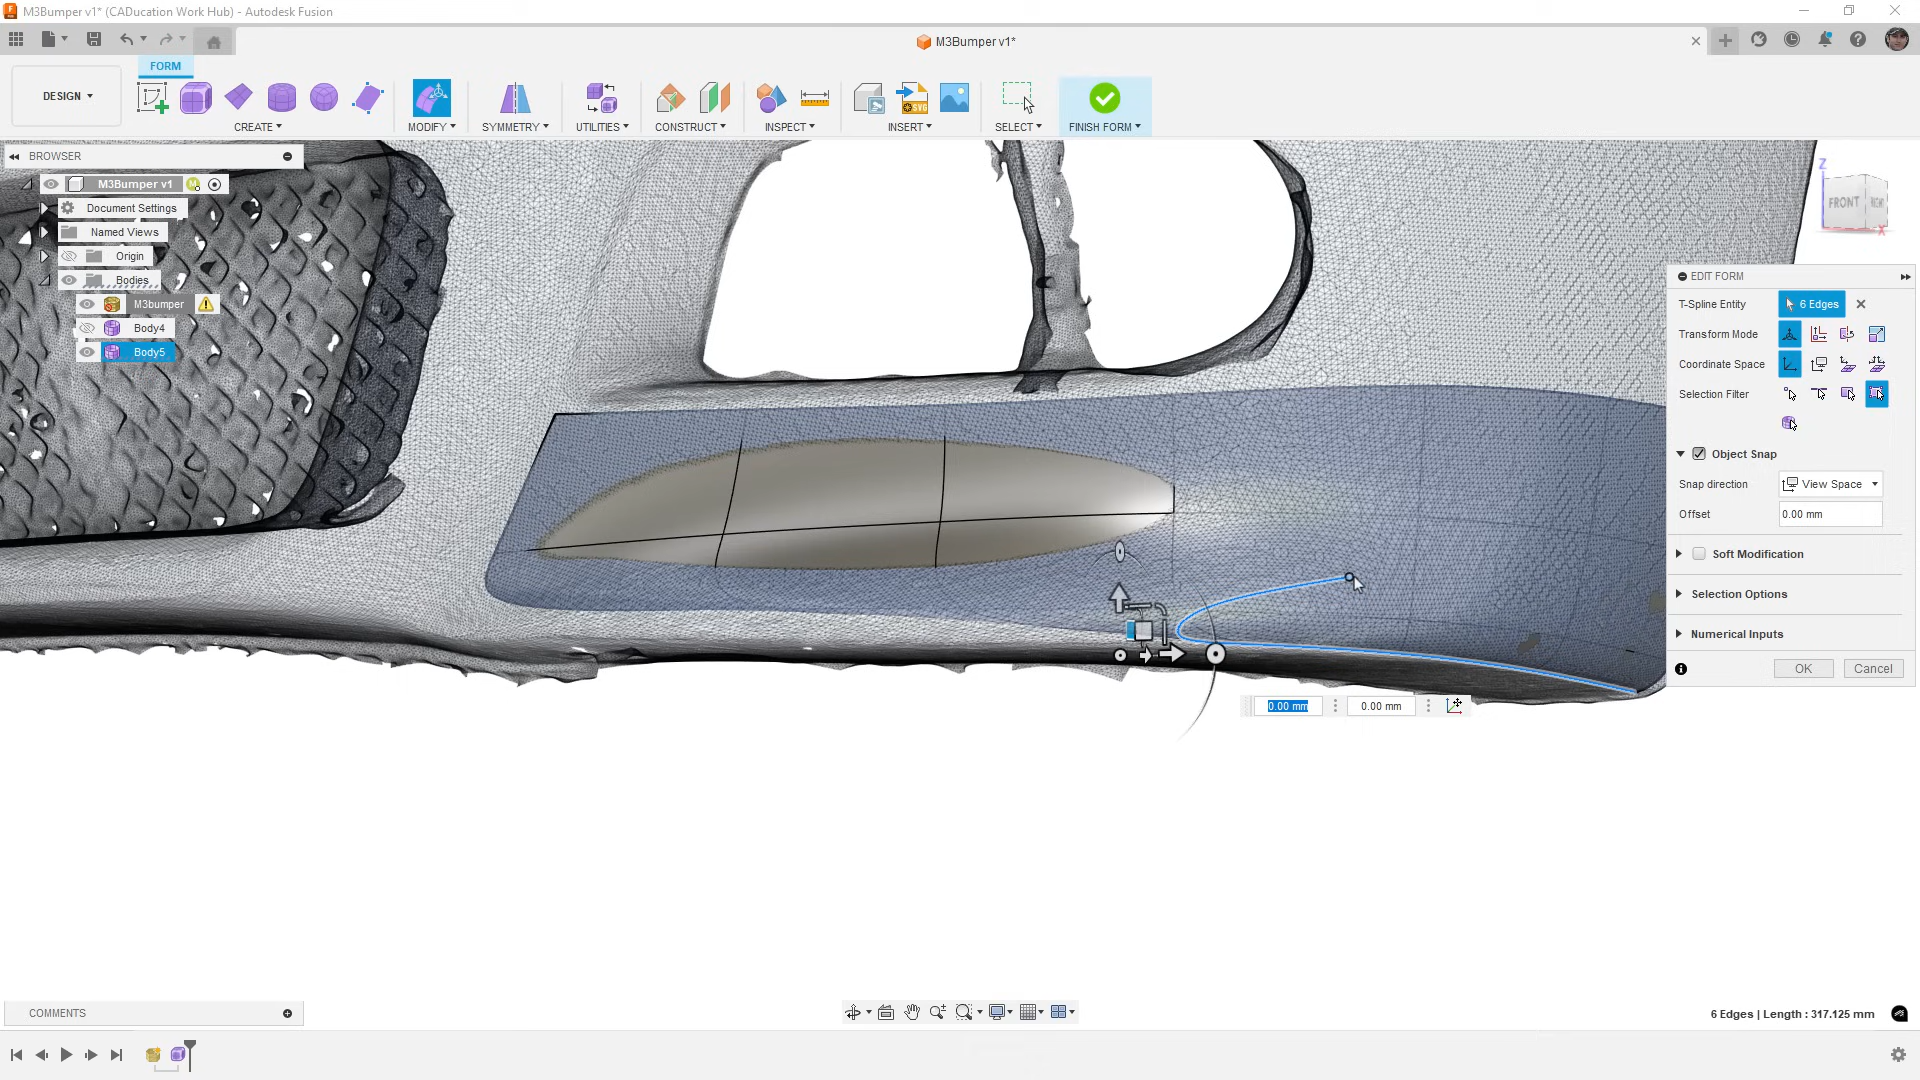 M3Bumper v1* (CADucation Work Hub) - Autodesk Fusion
M3Bumper v1*
FORM
DESIGN
CREATE
MODIFY
SYMMETRY
UTILITIES
CONSTRUCT
INSPECT
INSERT
SELECT
FINISH FORM
BROWSER
M3Bumper v1
Document Settings
Named Views
Origin
Bodies
M3bumper
Body4
Body5
Z
FRONT
RIGHT
X
EDIT FORM
T-Spline Entity
6 Edges
Transform Mode
Coordinate Space
Selection Filter
Object Snap
Snap direction
View Space
Offset
0.00 mm
Soft Modification
Selection Options
Numerical Inputs
OK
Cancel
0.00 mm
0.00 mm
COMMENTS
6 Edges | Length : 317.125 mm